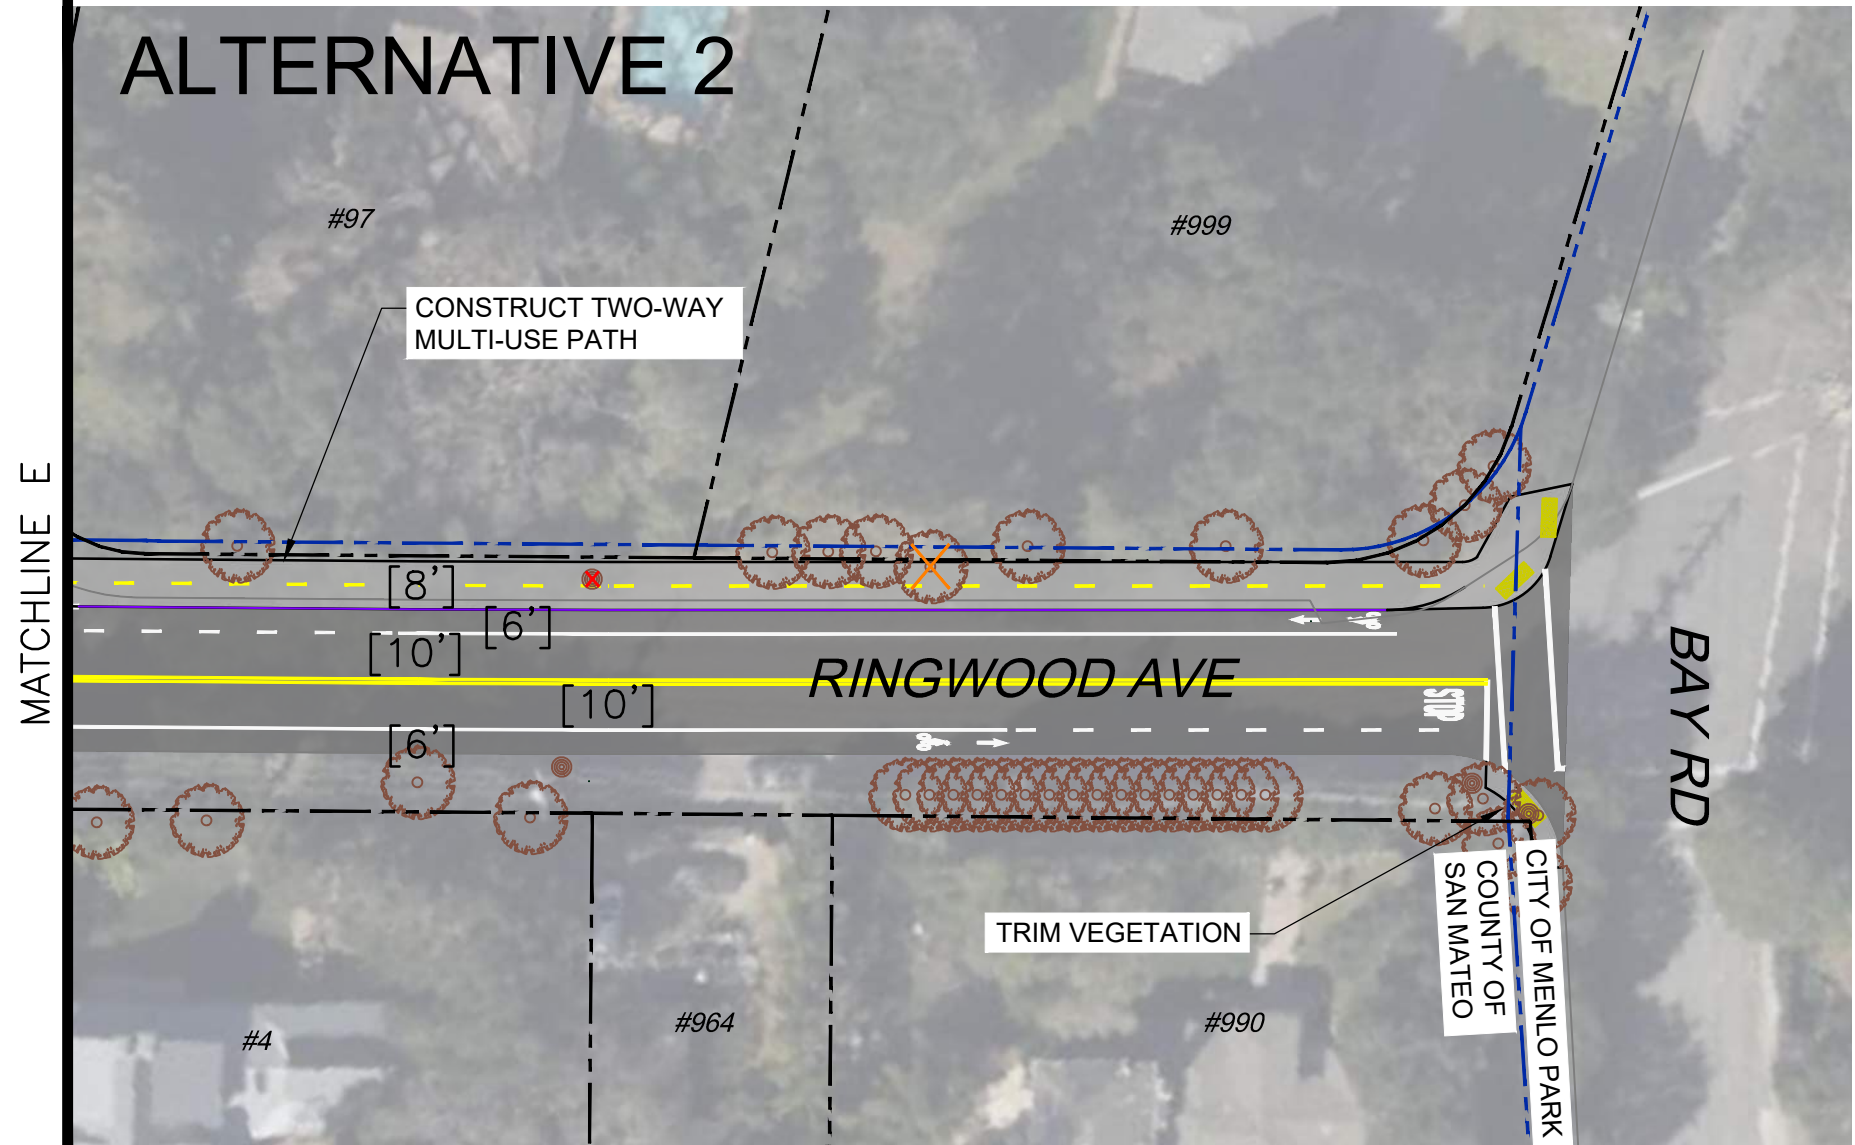 ALTERNATIVE 2
#97
#999
CONSTRUCT TWO-WAY
MULTI-USE PATH
MATCHLINE E
[8']
[6']
[10']
RINGWOOD AVE
[10']
STOP
[6']
BAY RD
TRIM VEGETATION
COUNTY OF
SAN MATEO
CITY OF MENLO PARK
#4
#964
#990